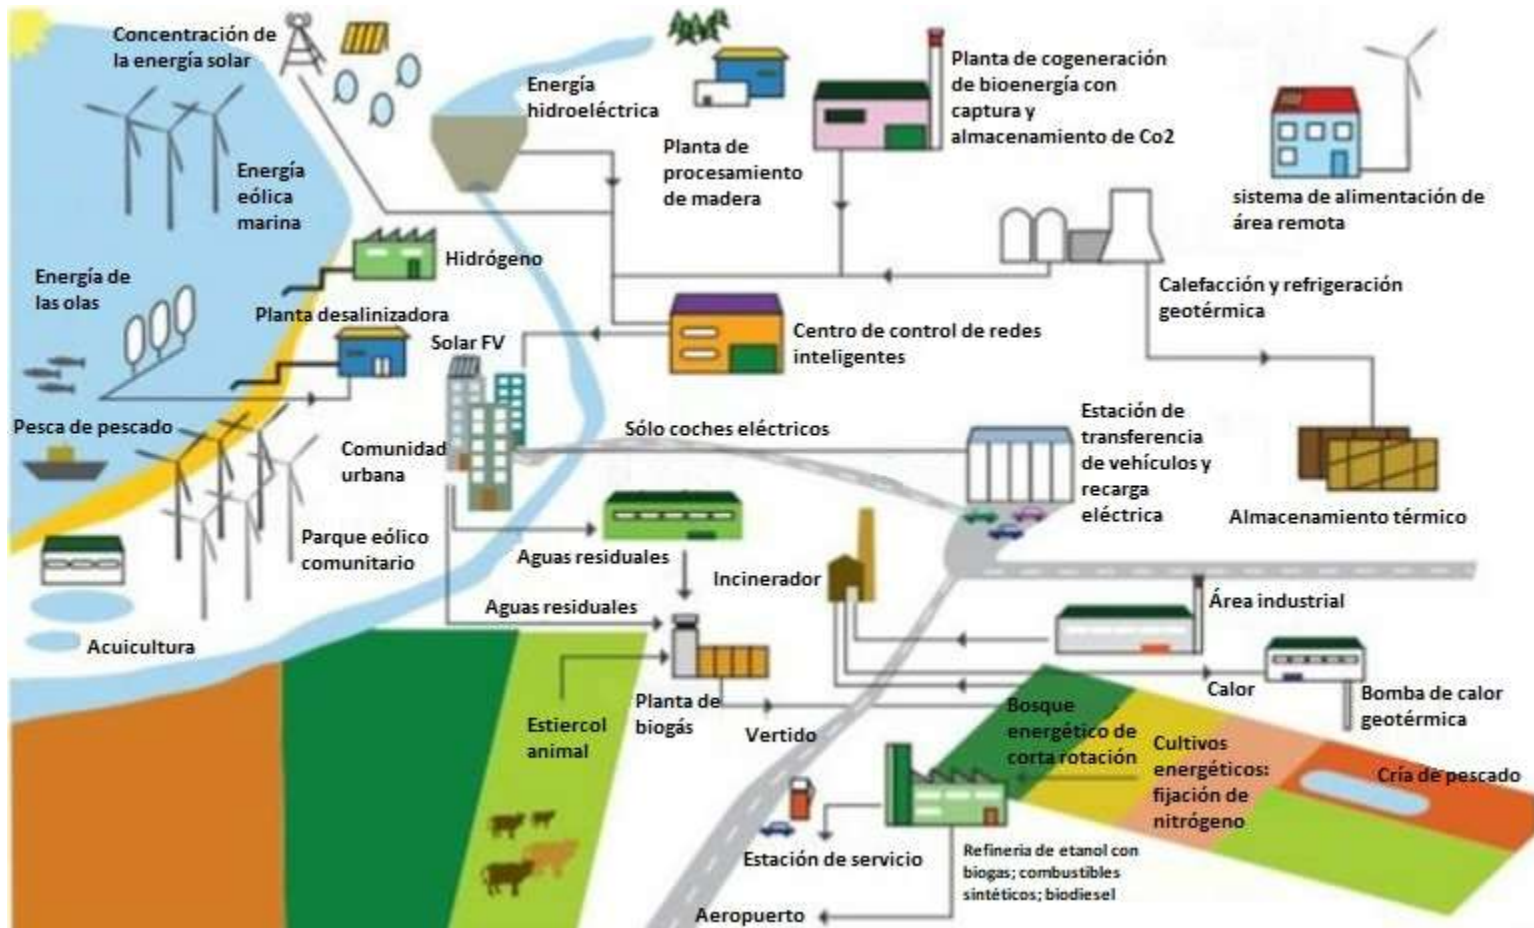 Concentración de
la energía solar
Energía
hidroeléctrica
Planta de
procesamiento
de madera
Planta de cogeneración
de bioenergía con
captura y
almacenamiento de Co2
sistema de alimentación de
área remota
Energía
eólica
marina
Hidrógeno
Energía de
las olas
Planta desalinizadora
Solar FV
Centro de control de redes
inteligentes
Calefacción y refrigeración
geotérmica
Pesca de pescado
Comunidad
urbana
Sólo coches eléctricos
Estación de
transferencia
de vehículos y
recarga
eléctrica
Almacenamiento térmico
Parque eólico
comunitario
Aguas residuales
Incinerador
Aguas residuales
Área industrial
Acuicultura
Estiercol
animal
Planta de
biogás
Vertido
Calor
Bomba de calor
geotérmica
Bosque
energético de
corta rotación
Cultivos
energéticos:
fijación de
nitrógeno
Cría de pescado
Estación de servicio
Refineria de etanol con
biogas; combustibles
sintéticos; biodiesel
Aeropuerto